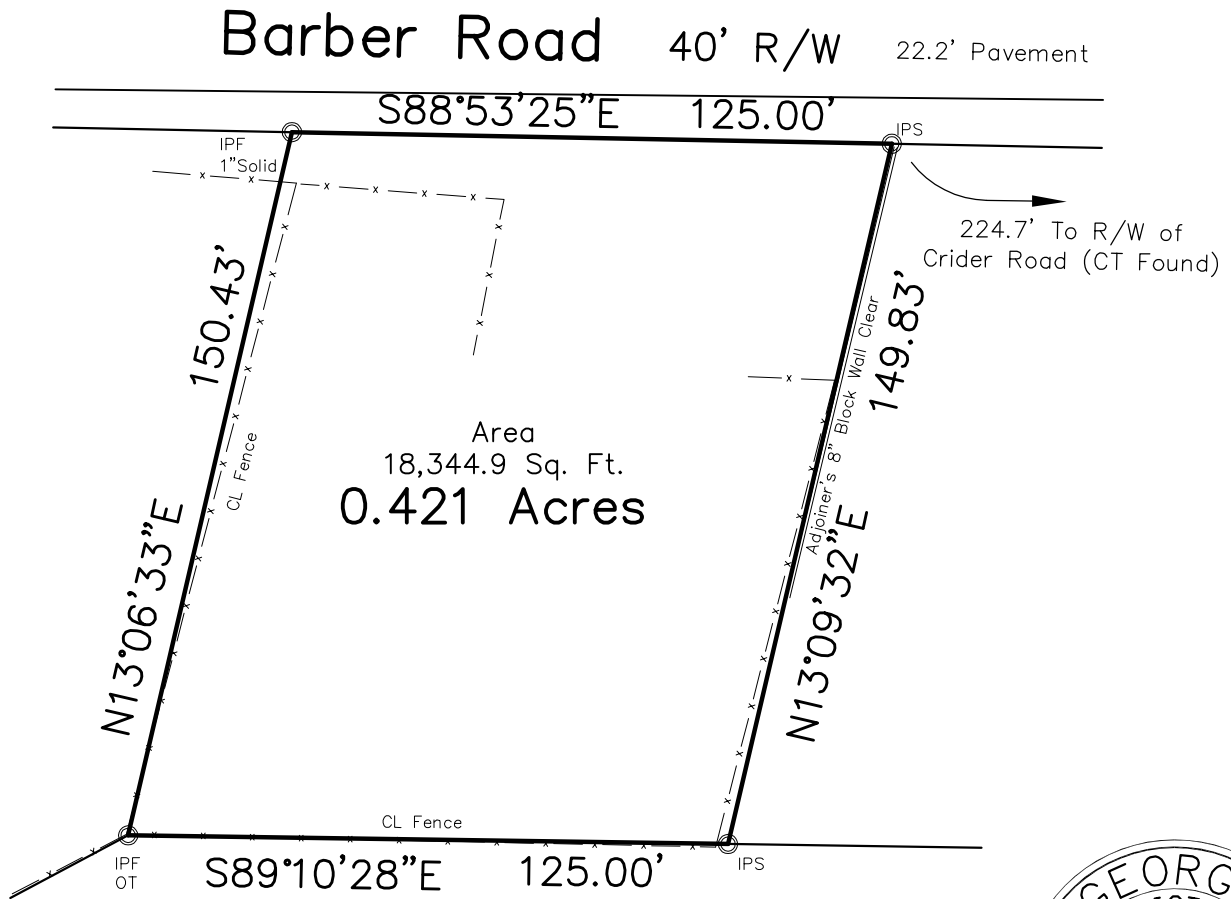 Barber Road 40' R/W 22.2' Pavement
S88°53'25"E 125.00'
IPS
IPF
1"Solid
224.7' To R/W of
Crider Road (CT Found)
150.43'
149.83'
Adjoiner's 8" Block Wall Clear
Area
18,344.9 Sq. Ft.
0.421 Acres
CL Fence
N13°06'33"E
N13°09'32"E
CL Fence
IPF
OT
S89°10'28"E 125.00'
IPS
GEORG